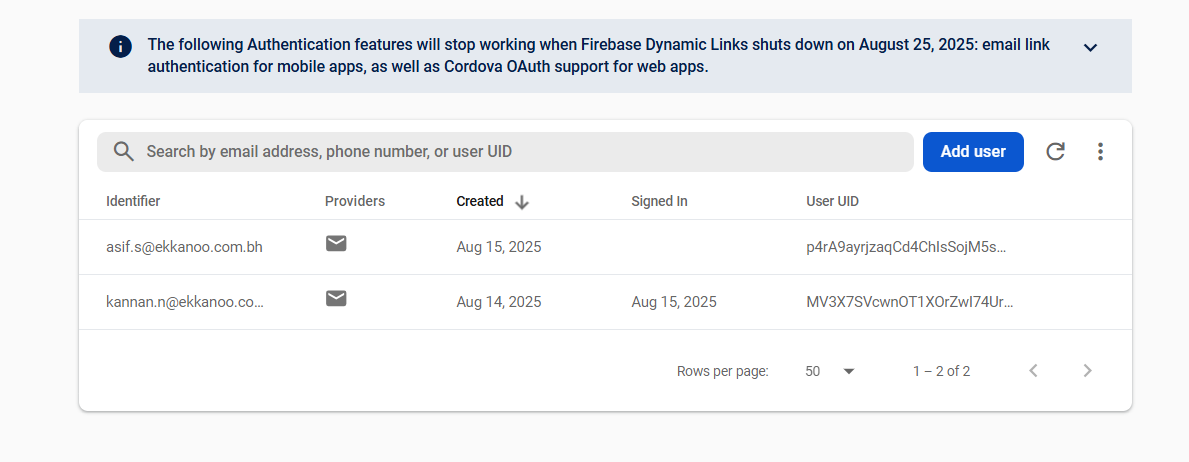 The following Authentication features will stop working when Firebase Dynamic Links shuts down on August 25, 2025: email link
authentication for mobile apps, as well as Cordova OAuth support for web apps.
Search by email address, phone number, or user UID
Add user
Identifier Providers Created Signed In User UID
asif.s@ekkanoo.com.bh Aug 15, 2025 p4rA9ayrjzaqCd4ChIsSojM5s...
kannan.n@ekkanoo.co... Aug 14, 2025 Aug 15, 2025 MV3X7SVcwnOT1XOrZwI74Ur...
Rows per page: 50 1 – 2 of 2